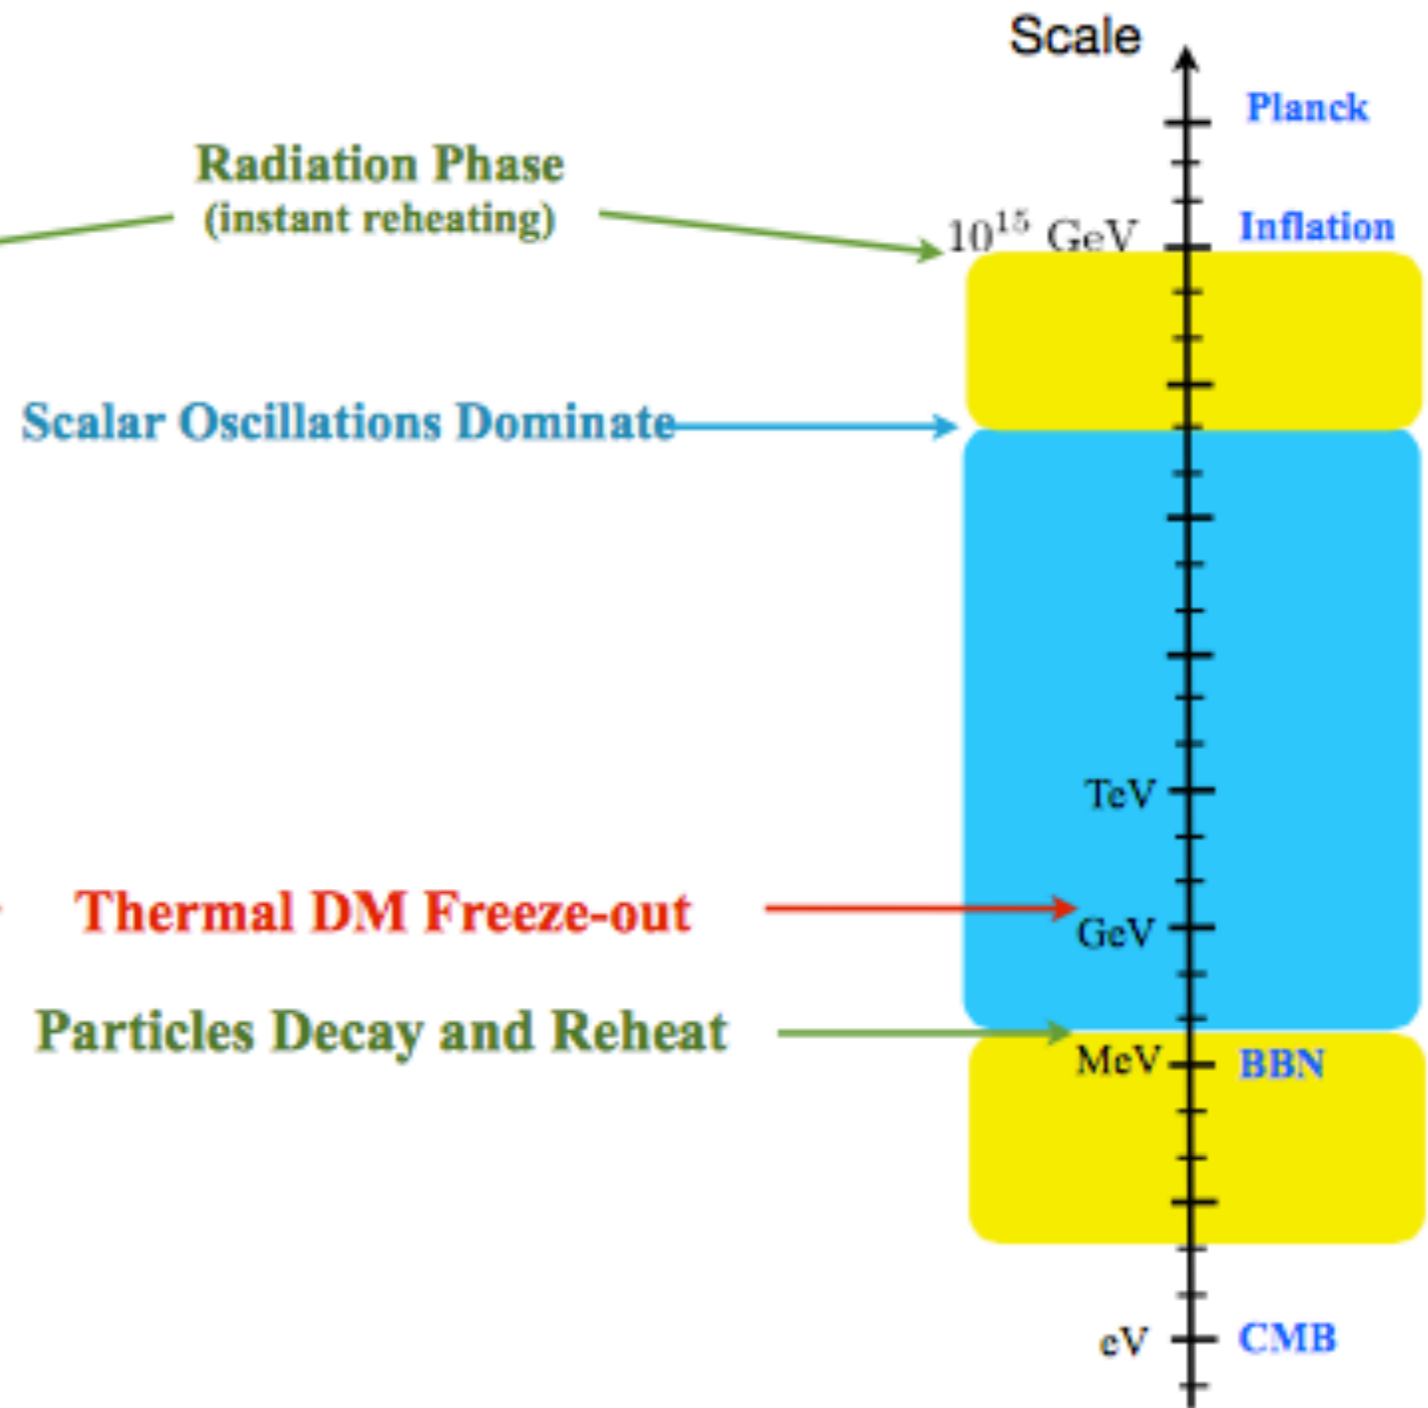 Scale
Planck
Radiation Phase
(instant reheating)
10¹⁵ GeV
Inflation
Scalar Oscillations Dominate
TeV
Thermal DM Freeze-out
GeV
Particles Decay and Reheat
MeV
BBN
eV
CMB